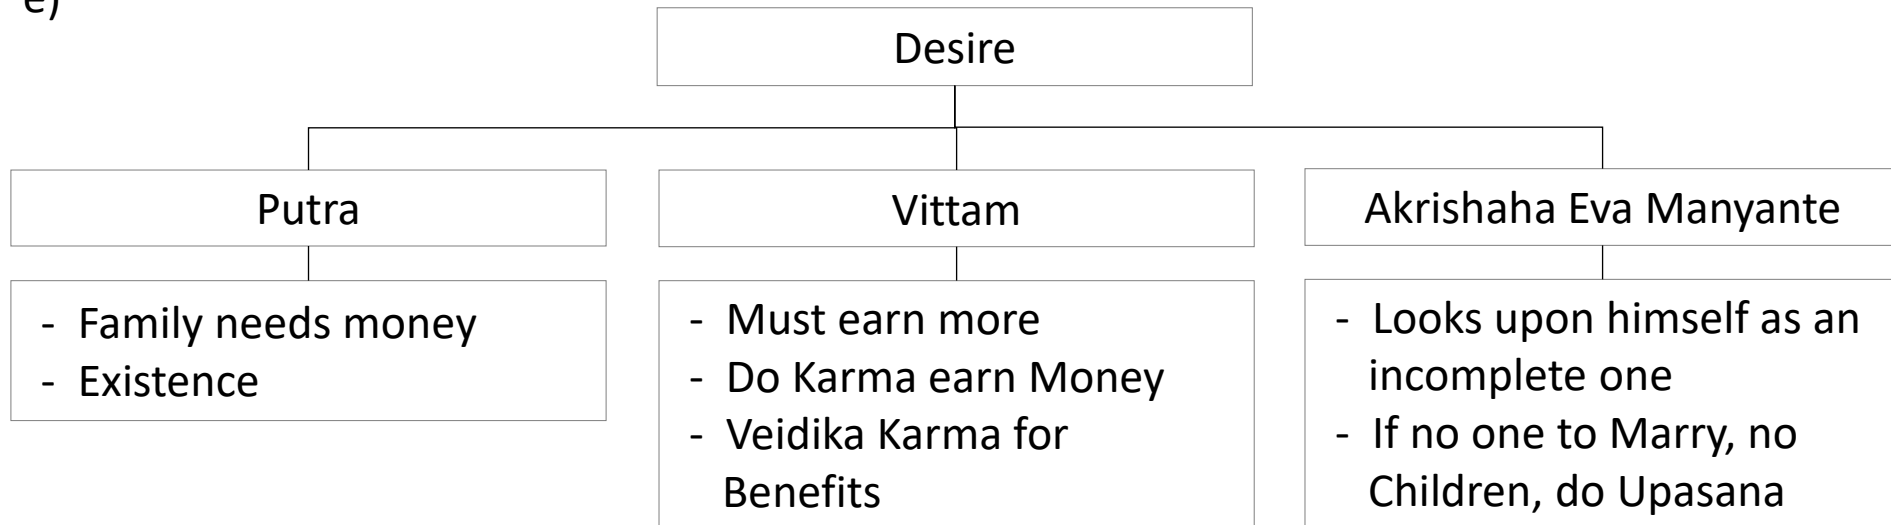 e)
Desire
Putra
Vittam
Akrishaha Eva Manyante
- Family needs money
- Existence
- Must earn more
- Do Karma earn Money
- Veidika Karma for
Benefits
- Looks upon himself as an
incomplete one
- If no one to Marry, no
Children, do Upasana